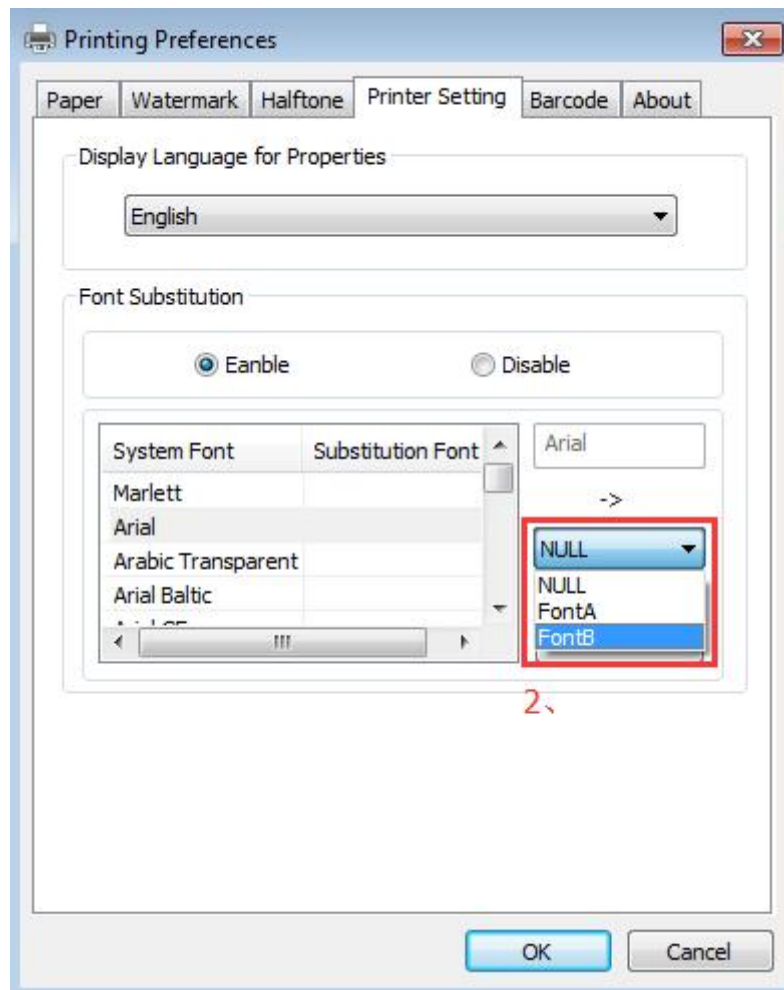 Printing Preferences
Paper Watermark Halftone Printer Setting Barcode About
Display Language for Properties
English
Font Substitution
Eanble Disable
System Font Substitution Font
Marlett
Arial
Arabic Transparent
Arial Baltic
Arial
->
NULL
NULL
FontA
FontB
2、
OK Cancel